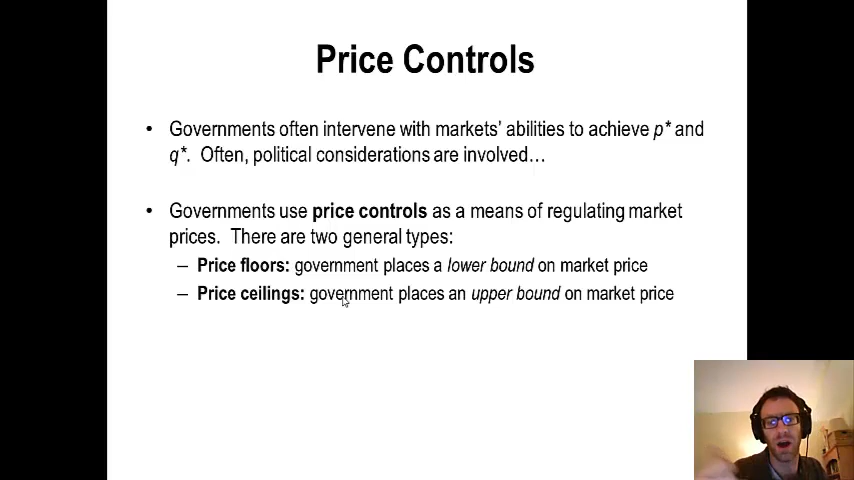 Price Controls
• Governments often intervene with markets' abilities to achieve p* and
q*. Often, political considerations are involved…
• Governments use price controls as a means of regulating market
prices. There are two general types:
– Price floors: government places a lower bound on market price
– Price ceilings: government places an upper bound on market price